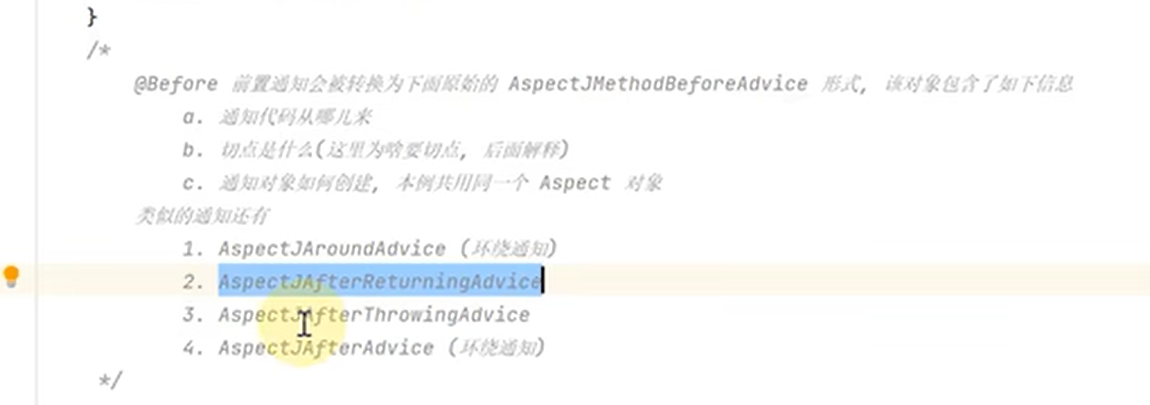 }
/*
@Before 前置通知会被转换为下面原始的 AspectJMethodBeforeAdvice 形式, 该对象包含了如下信息
a. 通知代码从哪儿来
b. 切点是什么(这里为啥要切点, 后面解释)
c. 通知对象如何创建, 本例共用同一个 Aspect 对象
类似的通知还有
1. AspectJAroundAdvice (环绕通知)
2. AspectJAfterReturningAdvice
3. AspectJAfterThrowingAdvice
4. AspectJAfterAdvice (环绕通知)
*/